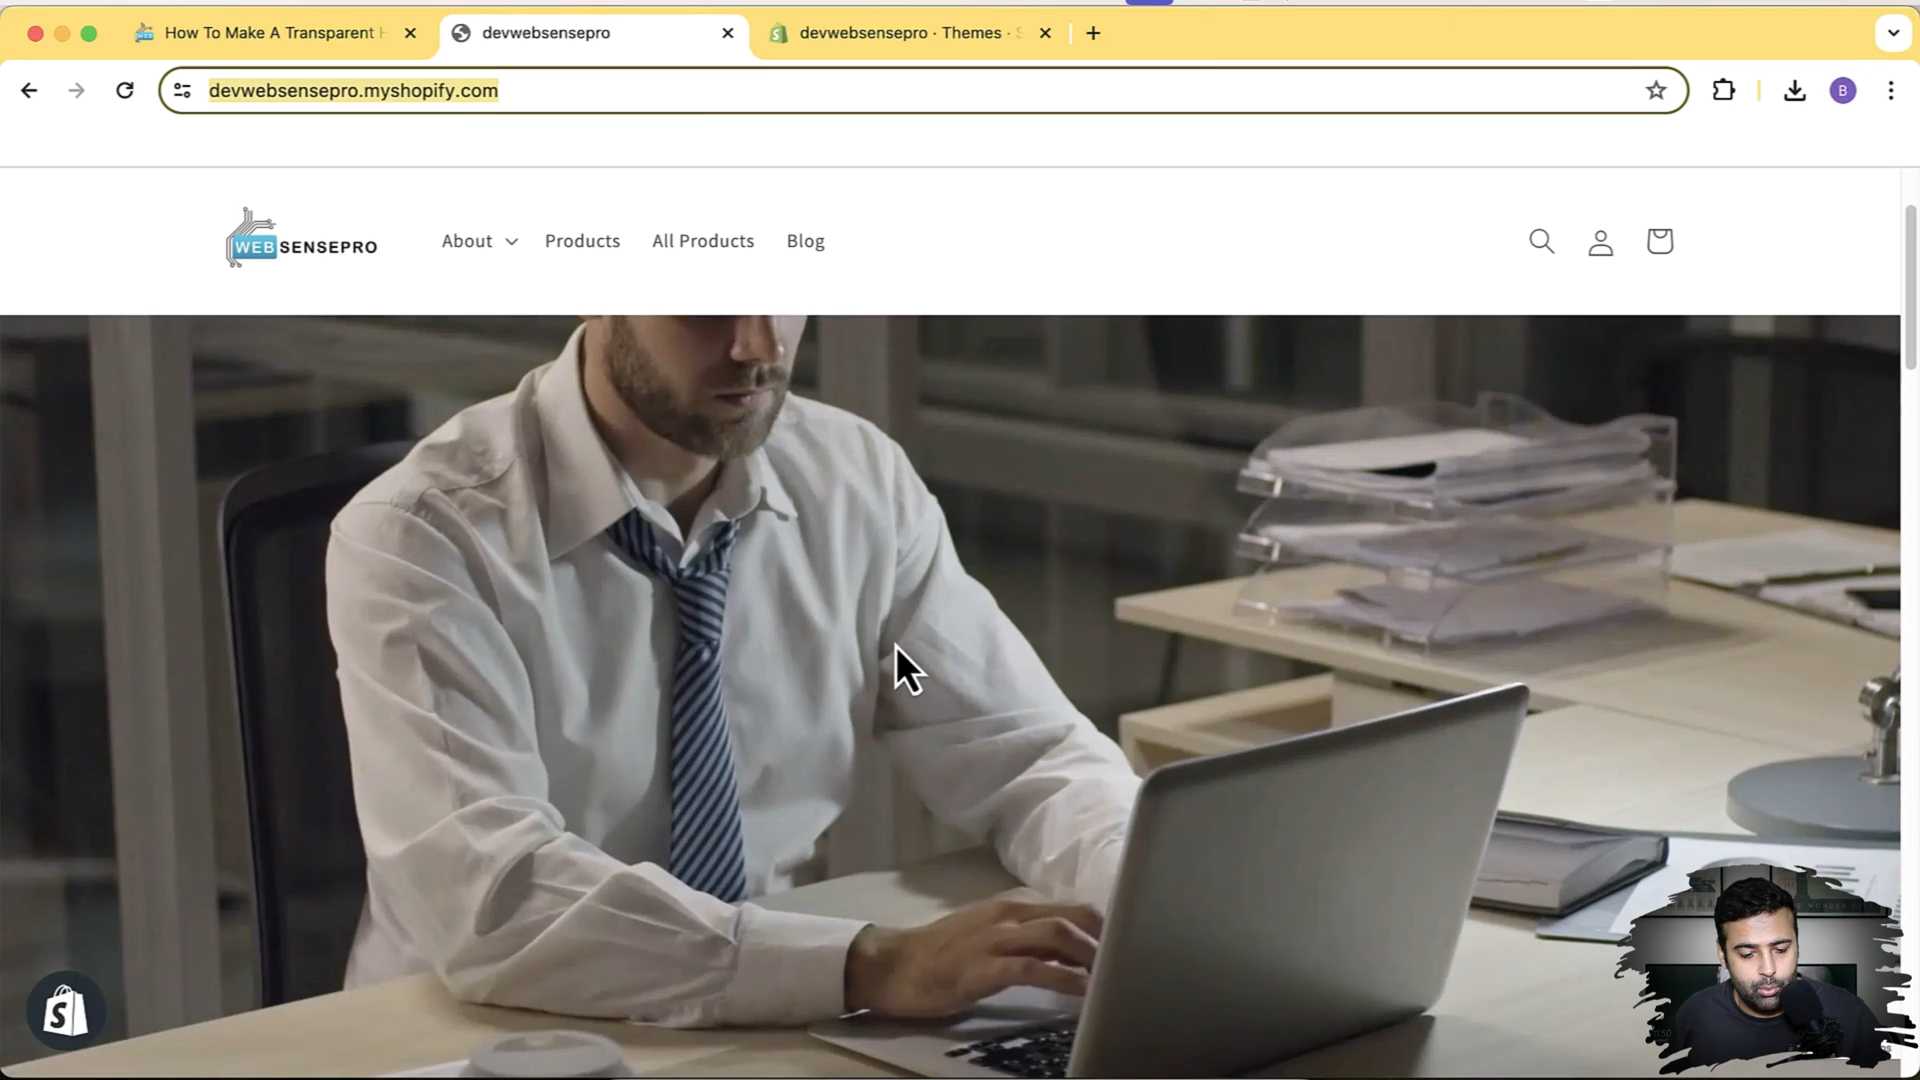 How To Make A Transparent H
devwebsensepro
devwebsensepro · Themes · S
devwebsensepro.myshopify.com
B
WEB SENSEPRO
About
Products
All Products
Blog